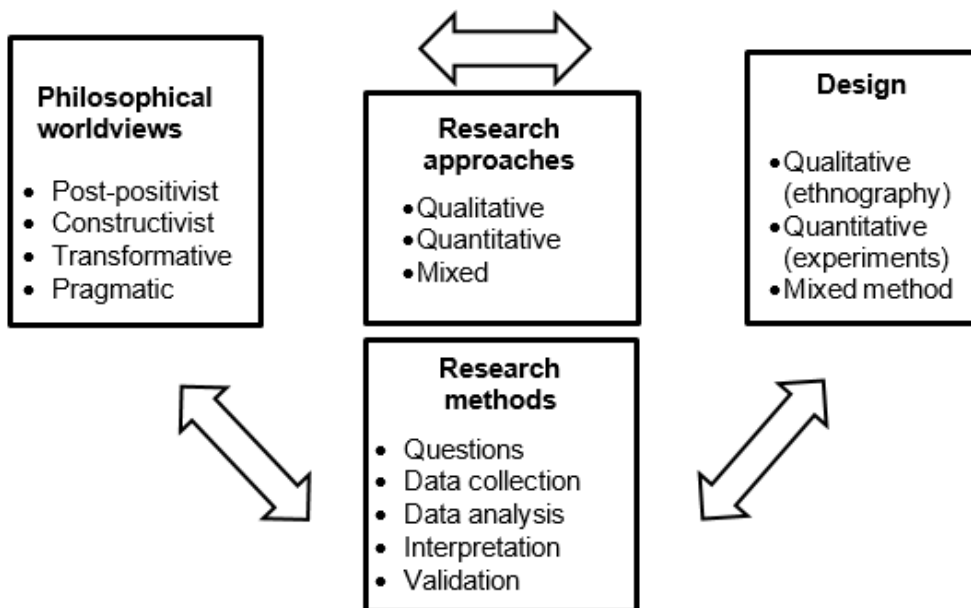 Philosophical
worldviews
• Post-positivist
• Constructivist
• Transformative
• Pragmatic
Research
approaches
•Qualitative
•Quantitative
•Mixed
Design
•Qualitative
(ethnography)
•Quantitative
(experiments)
•Mixed method
Research
methods
• Questions
• Data collection
• Data analysis
• Interpretation
• Validation